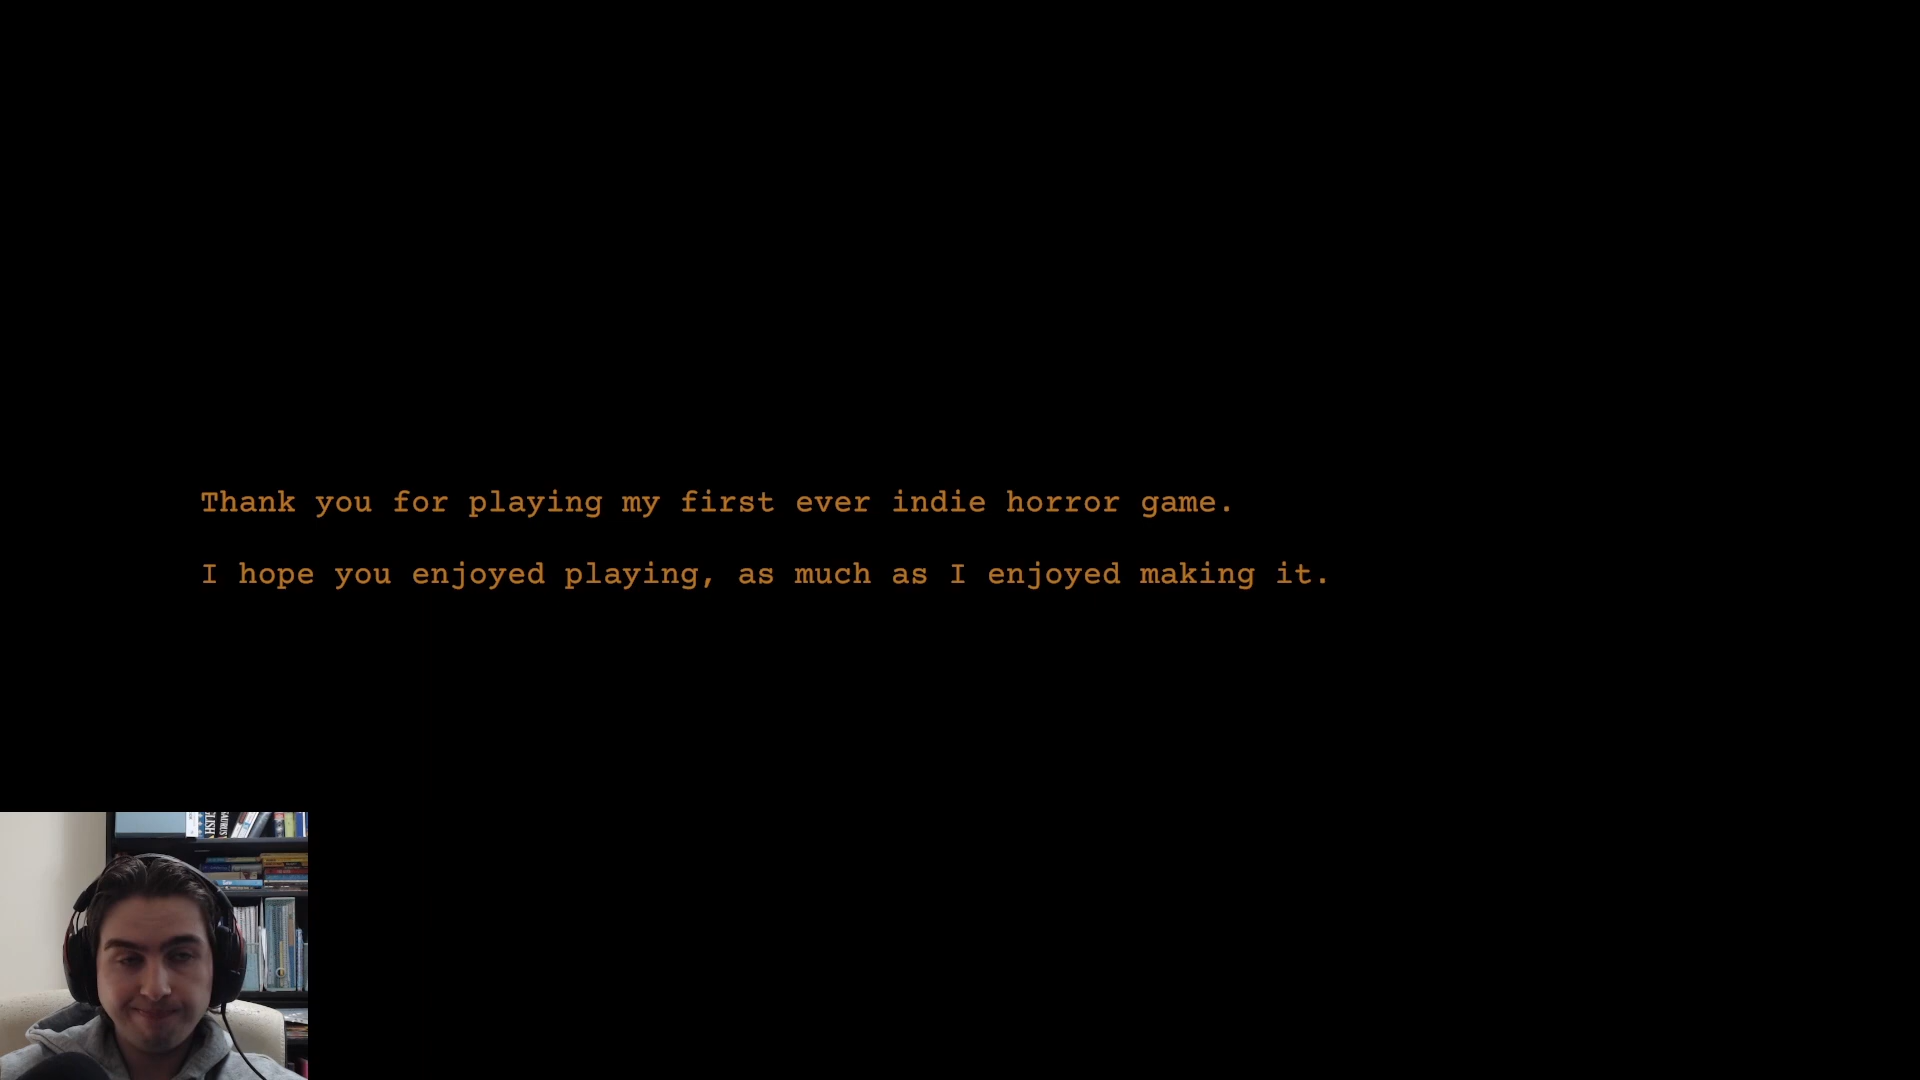 Thank you for playing my first ever indie horror game.
I hope you enjoyed playing, as much as I enjoyed making it.